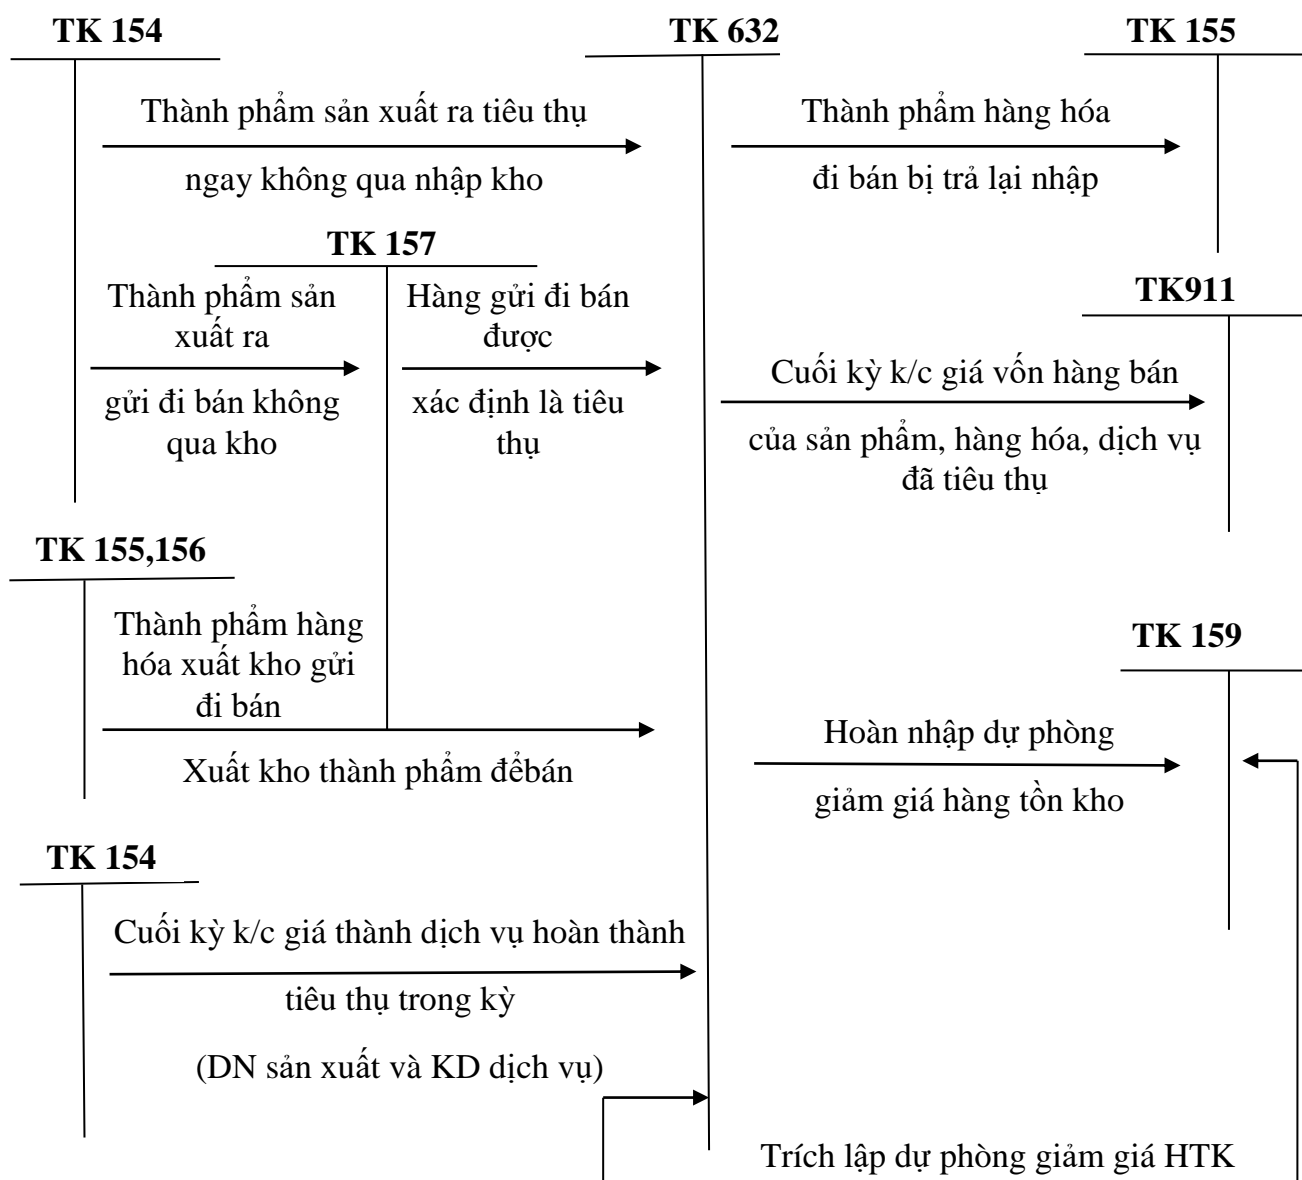 TK 154
TK 632
TK 155
Thành phẩm sản xuất ra tiêu thụ
ngay không qua nhập kho
Thành phẩm hàng hóa
đi bán bị trả lại nhập
TK 157
Thành phẩm sản
xuất ra
gửi đi bán không
qua kho
Hàng gửi đi bán
được
xác định là tiêu
thụ
TK911
Cuối kỳ k/c giá vốn hàng bán
của sản phẩm, hàng hóa, dịch vụ
đã tiêu thụ
TK 155,156
Thành phẩm hàng
hóa xuất kho gửi
đi bán
Xuất kho thành phẩm đểbán
TK 159
Hoàn nhập dự phòng
giảm giá hàng tồn kho
TK 154
Cuối kỳ k/c giá thành dịch vụ hoàn thành
tiêu thụ trong kỳ
(DN sản xuất và KD dịch vụ)
Trích lập dự phòng giảm giá HTK